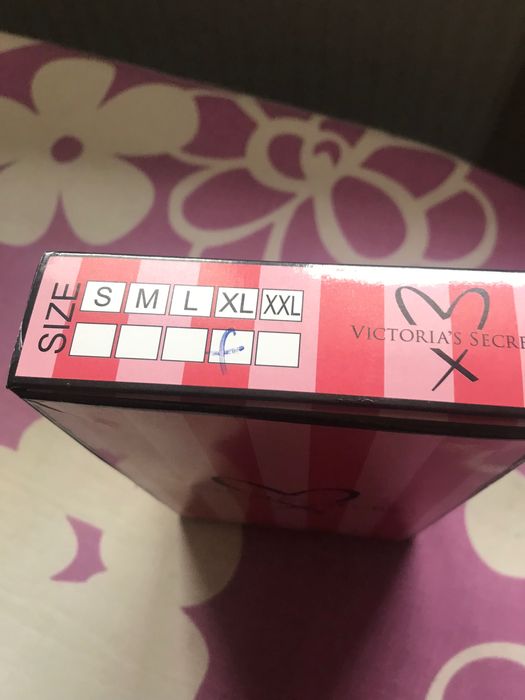 SIZE
S M L XL XXL
VICTORIA'S SECRE
X